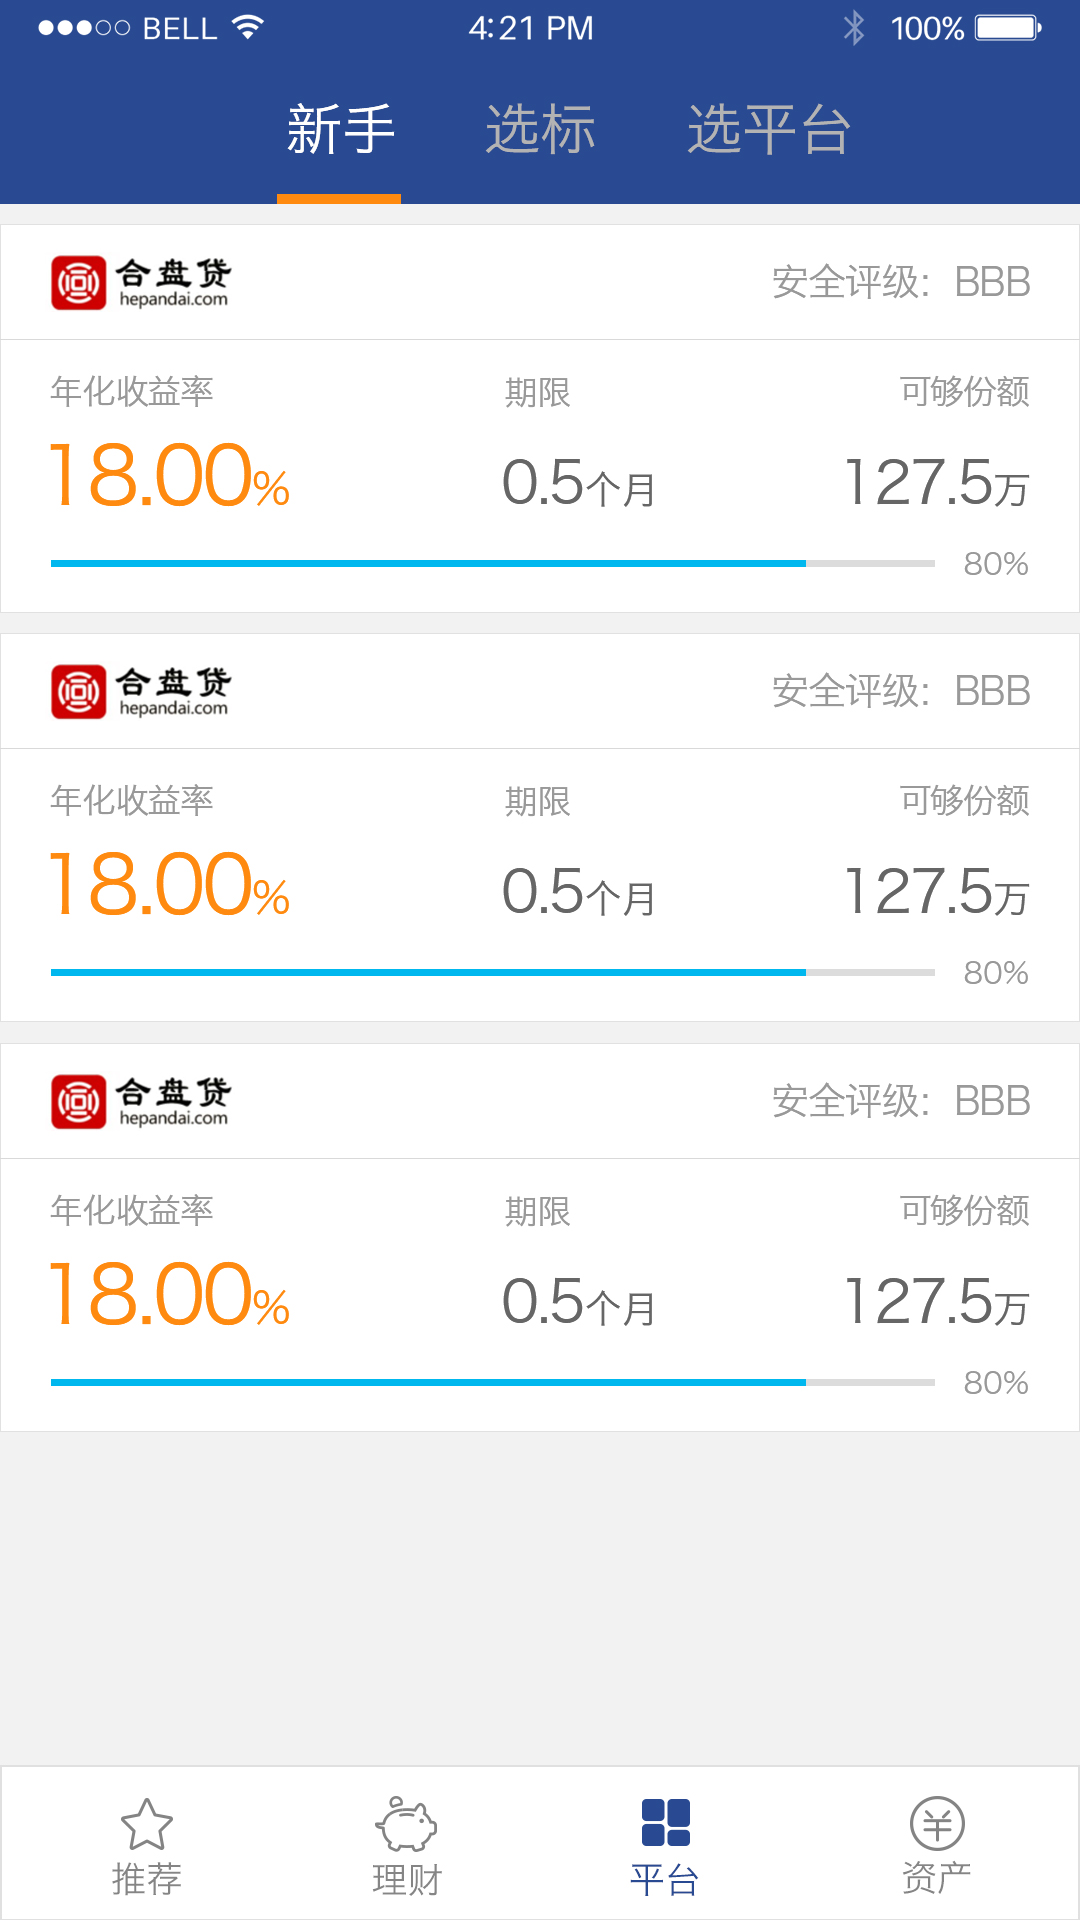 BELL 4:21 PM 100%
新手 选标 选平台
合盘贷 安全评级: BBB
hepandai.com
年化收益率 期限 可够份额
18.00% 0.5个月 127.5万
80%
合盘贷 安全评级: BBB
hepandai.com
年化收益率 期限 可够份额
18.00% 0.5个月 127.5万
80%
合盘贷 安全评级: BBB
hepandai.com
年化收益率 期限 可够份额
18.00% 0.5个月 127.5万
80%
推荐 理财 平台 资产